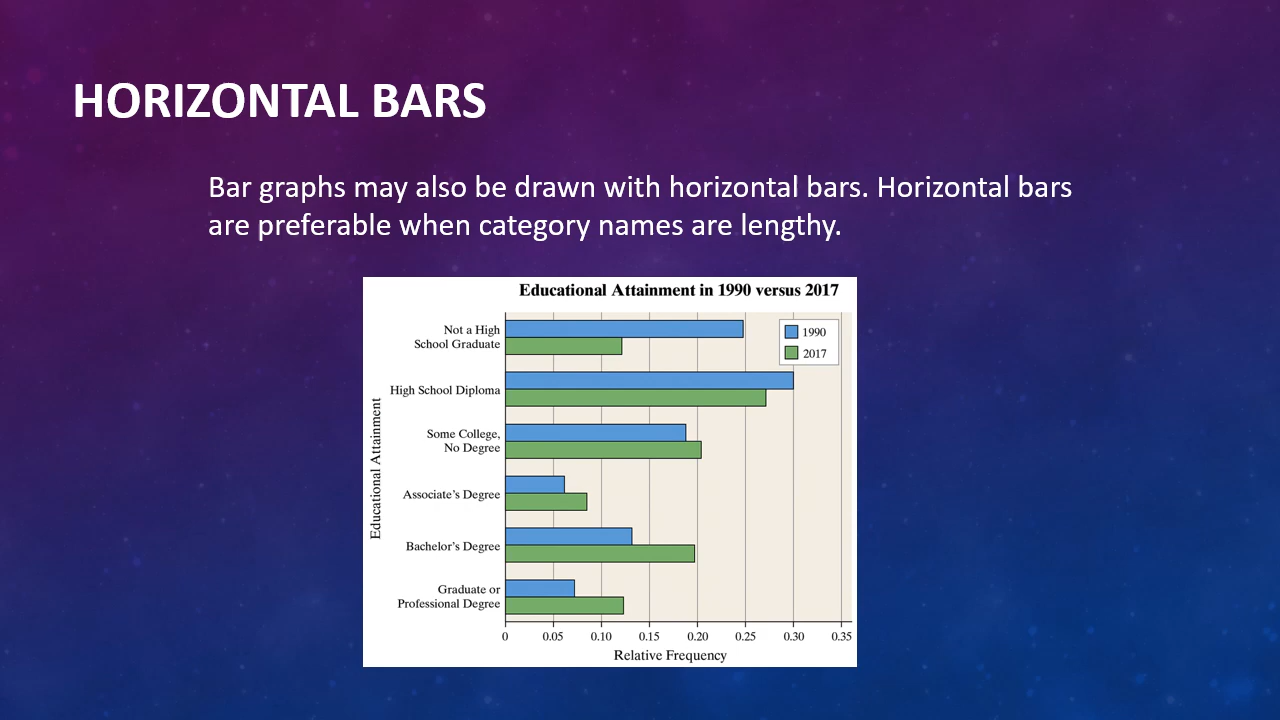 HORIZONTAL BARS
Bar graphs may also be drawn with horizontal bars. Horizontal bars
are preferable when category names are lengthy.
Educational Attainment in 1990 versus 2017
1990
2017
Educational Attainment
Not a High
School Graduate
High School Diploma
Some College,
No Degree
Associate's Degree
Bachelor's Degree
Graduate or
Professional Degree
0 0.05 0.10 0.15 0.20 0.25 0.30 0.35
Relative Frequency